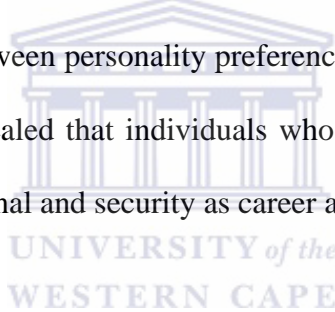 ween personality preferenc
aled that individuals who
nal and security as career a
UNIVERSITY of the
WESTERN CAPE